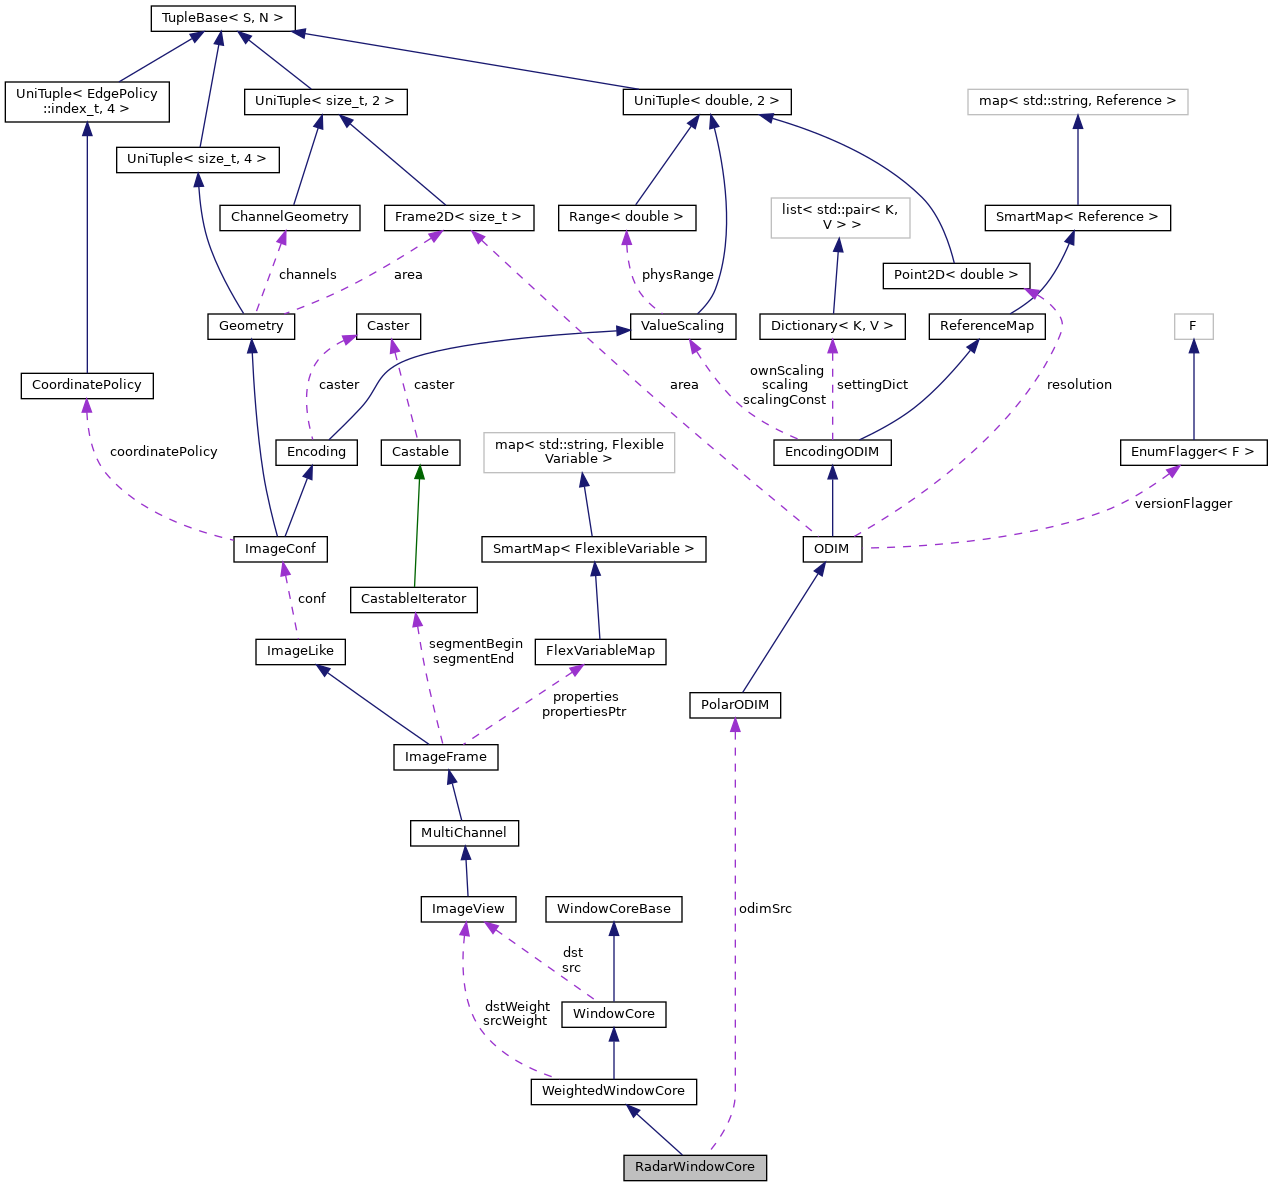 TupleBase< S, N >
UniTuple< EdgePolicy
::index_t, 4 >
UniTuple< size_t, 2 >
UniTuple< double, 2 >
map< std::string, Reference >
UniTuple< size_t, 4 >
ChannelGeometry
Frame2D< size_t >
Range< double >
list< std::pair< K,
V > >
SmartMap< Reference >
channels
area
physRange
Point2D< double >
Geometry
Caster
ValueScaling
Dictionary< K, V >
ReferenceMap
F
CoordinatePolicy
caster
caster
area
ownScaling
scaling
scalingConst
settingDict
resolution
coordinatePolicy
Encoding
Castable
map< std::string, Flexible
Variable >
EncodingODIM
EnumFlagger< F >
versionFlagger
ImageConf
SmartMap< FlexibleVariable >
ODIM
conf
CastableIterator
ImageLike
segmentBegin
segmentEnd
FlexVariableMap
properties
propertiesPtr
PolarODIM
ImageFrame
MultiChannel
ImageView
WindowCoreBase
odimSrc
dst
src
dstWeight
srcWeight
WindowCore
WeightedWindowCore
RadarWindowCore